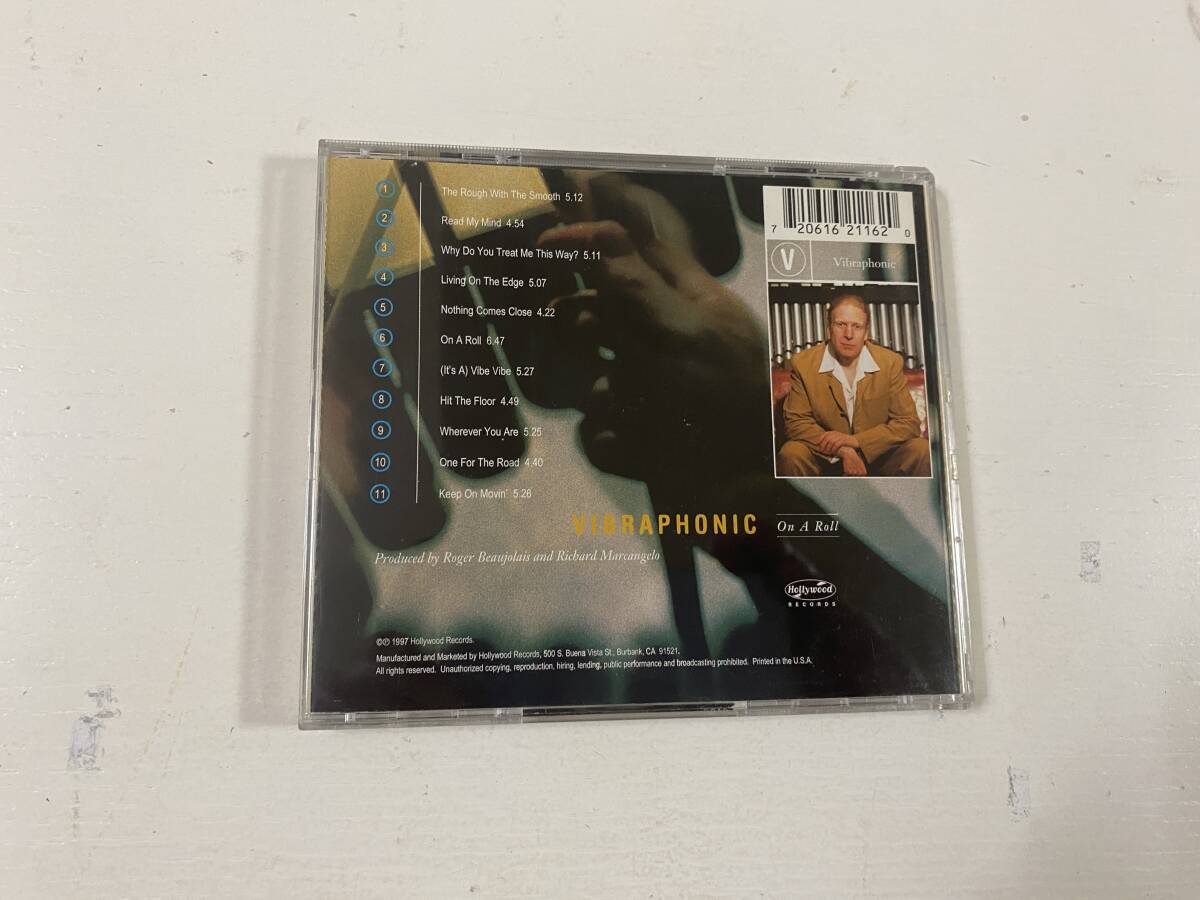 1 The Rough With The Smooth 5.12
2 Read My Mind 4.54
3 Why Do You Treat Me This Way? 5.11
4 Living On The Edge 5.07
5 Nothing Comes Close 4.22
6 On A Roll 6.47
7 (It's A) Vibe Vibe 5.27
8 Hit The Floor 4.49
9 Wherever You Are 5.25
10 One For The Road 4.40
11 Keep On Movin' 5.26
7 20616 21162 0
V Vibraphonic
VIBRAPHONIC On A Roll
Produced by Roger Beaujolais and Richard Marcangelo
Hollywood
RECORDS
©℗ 1997 Hollywood Records.
Manufactured and Marketed by Hollywood Records, 500 S. Buena Vista St., Burbank, CA 91521.
All rights reserved. Unauthorized copying, reproduction, hiring, lending, public performance and broadcasting prohibited. Printed in the U.S.A.